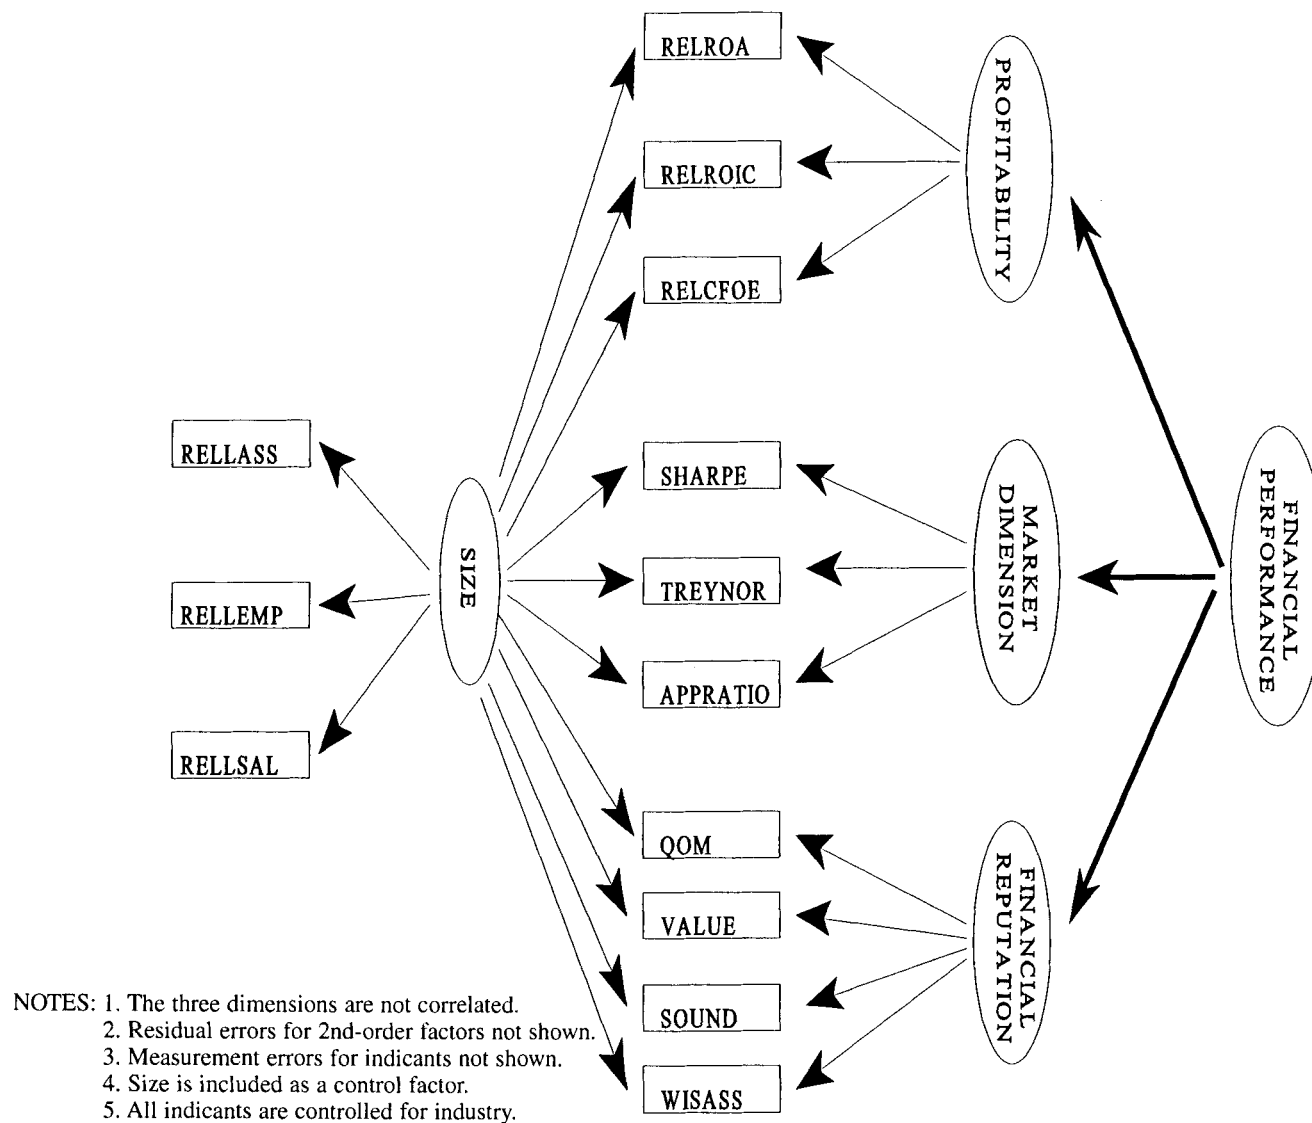 RELROA
RELROIC
RELCFOE
PROFITABILITY
RELLASS
RELLEMP
RELLSAL
SIZE
SHARPE
TREYNOR
APPRATIO
MARKET
DIMENSION
FINANCIAL
PERFORMANCE
QOM
VALUE
SOUND
WISASS
FINANCIAL
REPUTATION
NOTES: 1. The three dimensions are not correlated.
2. Residual errors for 2nd-order factors not shown.
3. Measurement errors for indicants not shown.
4. Size is included as a control factor.
5. All indicants are controlled for industry.